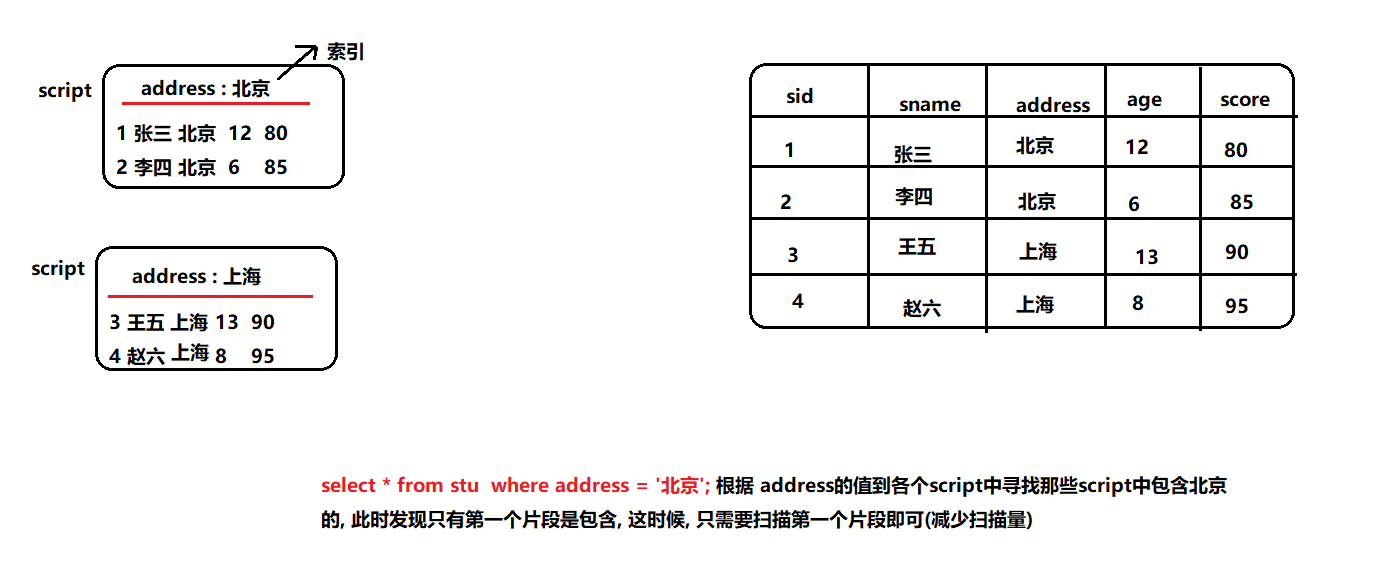 索引
script
address : 北京
1 张三 北京 12 80
2 李四 北京 6 85
script
address : 上海
3 王五 上海 13 90
4 赵六 上海 8 95
sid sname address age score
1 张三 北京 12 80
2 李四 北京 6 85
3 王五 上海 13 90
4 赵六 上海 8 95
select * from stu where address = '北京'; 根据 address的值到各个script中寻找那些script中包含北京
的, 此时发现只有第一个片段是包含, 这时候, 只需要扫描第一个片段即可(减少扫描量)